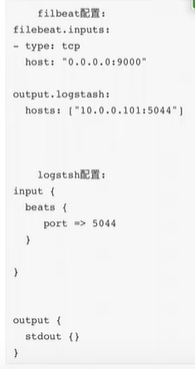 filbeat配置:
filebeat.inputs:
- type: tcp
host: "0.0.0.0:9000"
output.logstash:
hosts: ["10.0.0.101:5044"]
logstsh配置:
input {
beats {
port => 5044
}
}
output {
stdout {}
}